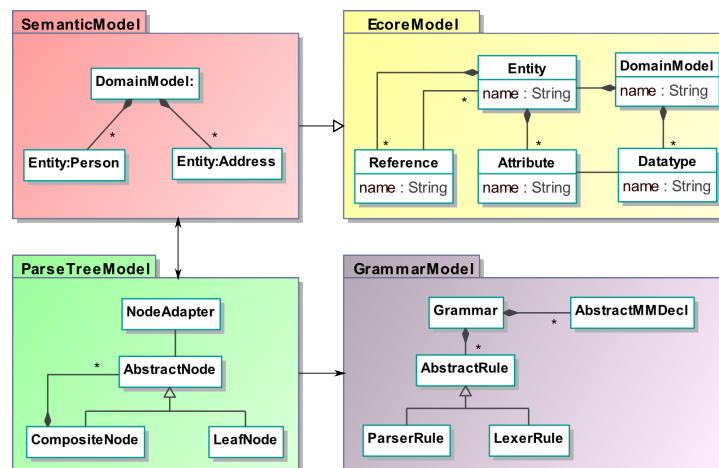 SemanticModel
DomainModel:
*
*
Entity:Person
Entity:Address
EcoreModel
Entity
name : String
DomainModel
name : String
*
*
*
*
Reference
name : String
Attribute
name : String
Datatype
name : String
ParseTreeModel
NodeAdapter
*
AbstractNode
CompositeNode
LeafNode
GrammarModel
Grammar
AbstractMMDecl
*
*
AbstractRule
ParserRule
LexerRule